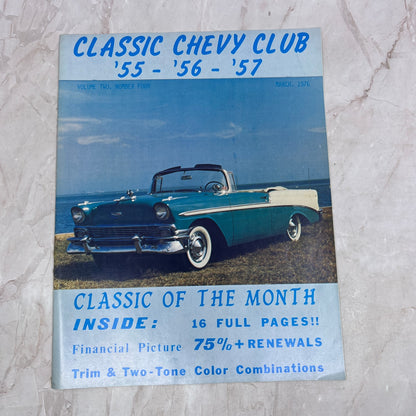 CLASSIC CHEVY CLUB
'55 - '56 - '57
VOLUME TWO, NUMBER FOUR MARCH, 1976
CLASSIC OF THE MONTH
INSIDE: 16 FULL PAGES!!
Financial Picture 75%+RENEWALS
Trim & Two-Tone Color Combinations